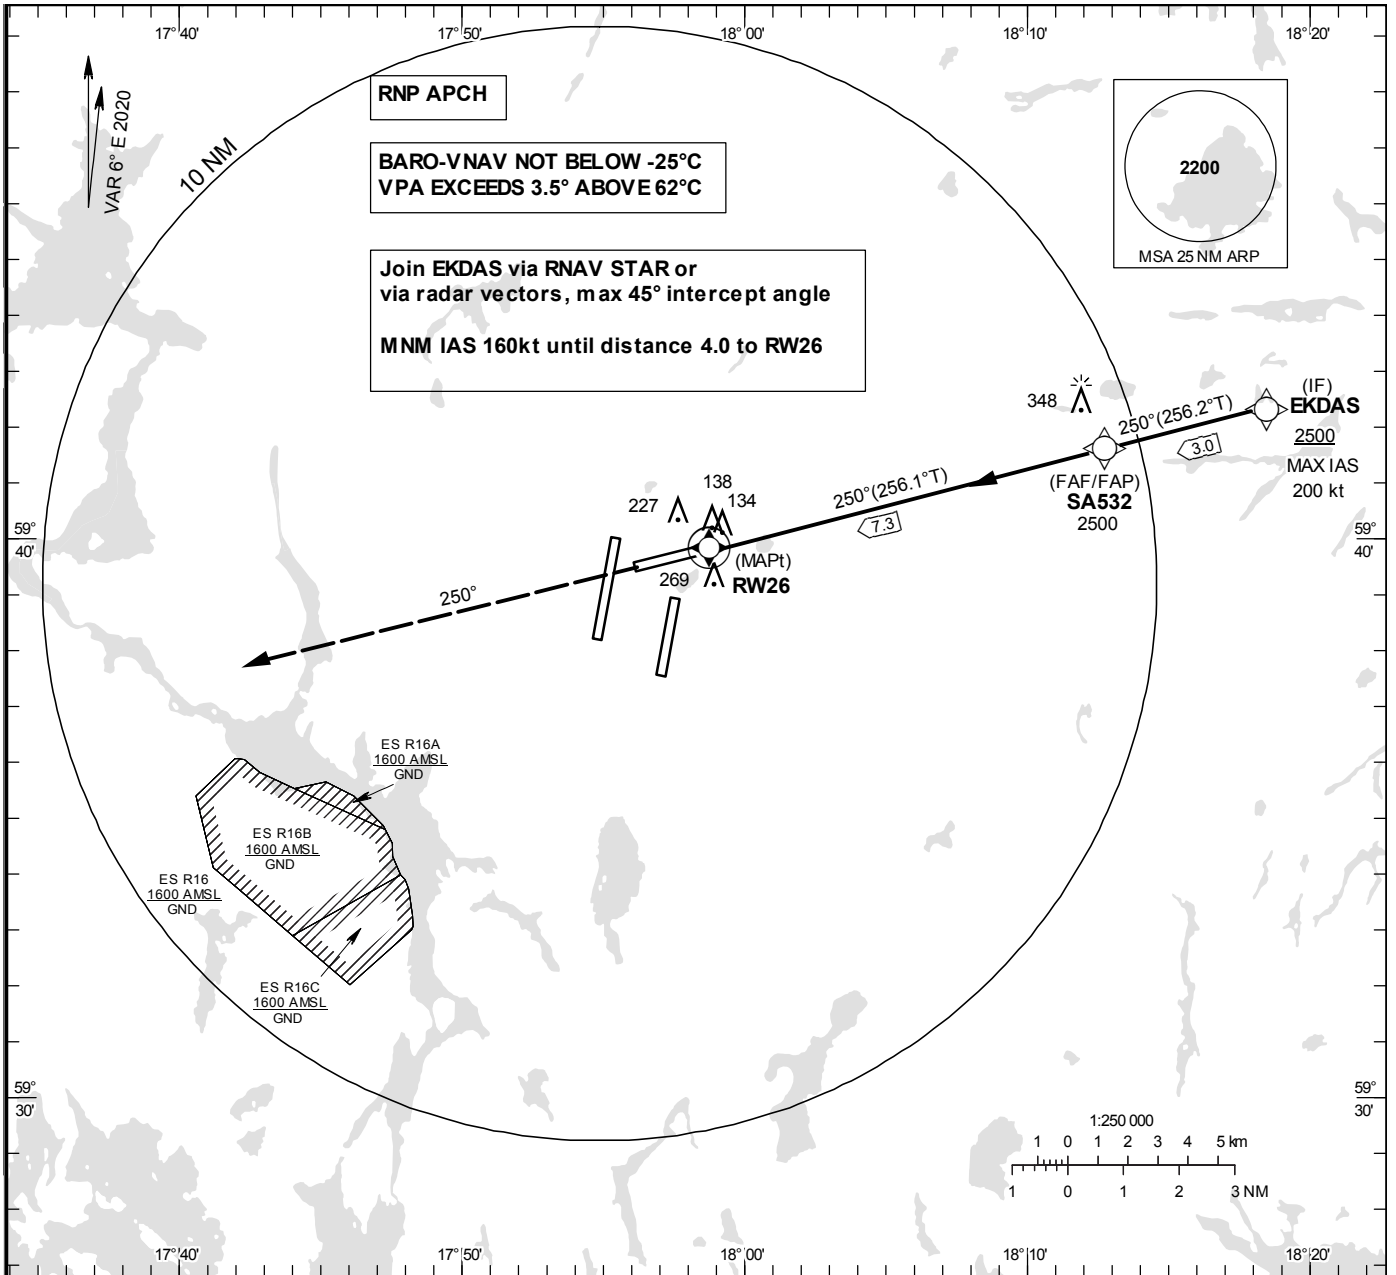 17°40'
17°50'
18°00'
18°10'
18°20'
VAR 6° E 2020
10 NM
RNP APCH
BARO-VNAV NOT BELOW -25°C
VPA EXCEEDS 3.5° ABOVE 62°C
Join EKDAS via RNAV STAR or
via radar vectors, max 45° intercept angle
MNM IAS 160kt until distance 4.0 to RW26
2200
MSA 25 NM ARP
348
250°(256.2°T)
3.0
(IF)
EKDAS
2500
MAX IAS
200 kt
(FAF/FAP)
SA532
2500
250°(256.1°T)
7.3
138
134
227
269
(MAPt)
RW26
250°
59°
40'
59°
40'
ES R16A
1600 AMSL
GND
ES R16B
1600 AMSL
GND
ES R16
1600 AMSL
GND
ES R16C
1600 AMSL
GND
59°
30'
59°
30'
1:250 000
1 0 1 2 3 4 5 km
1 0 1 2 3 NM
17°40'
17°50'
18°00'
18°10'
18°20'